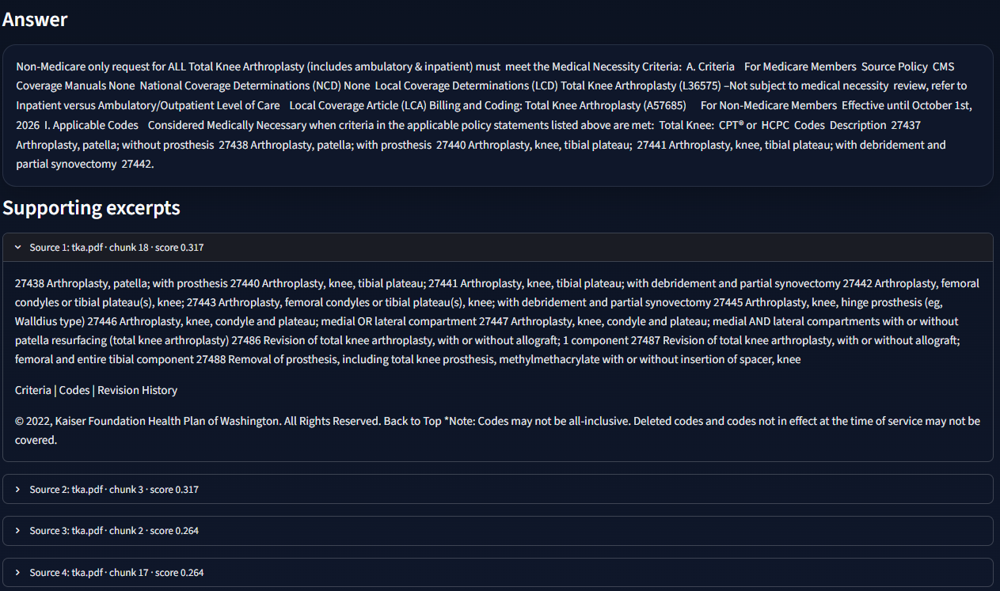 Answer
Non-Medicare only request for ALL Total Knee Arthroplasty (includes ambulatory & inpatient) must meet the Medical Necessity Criteria: A. Criteria For Medicare Members Source Policy CMS
Coverage Manuals None National Coverage Determinations (NCD) None Local Coverage Determinations (LCD) Total Knee Arthroplasty (L36575) –Not subject to medical necessity review, refer to
Inpatient versus Ambulatory/Outpatient Level of Care Local Coverage Article (LCA) Billing and Coding: Total Knee Arthroplasty (A57685) For Non-Medicare Members Effective until October 1st,
2026 I. Applicable Codes Considered Medically Necessary when criteria in the applicable policy statements listed above are met: Total Knee: CPT® or HCPC Codes Description 27437
Arthroplasty, patella; without prosthesis 27438 Arthroplasty, patella; with prosthesis 27440 Arthroplasty, knee, tibial plateau; 27441 Arthroplasty, knee, tibial plateau; with debridement and
partial synovectomy 27442.
Supporting excerpts
Source 1: tka.pdf · chunk 18 · score 0.317
27438 Arthroplasty, patella; with prosthesis 27440 Arthroplasty, knee, tibial plateau; 27441 Arthroplasty, knee, tibial plateau; with debridement and partial synovectomy 27442 Arthroplasty, femoral
condyles or tibial plateau(s), knee; 27443 Arthroplasty, femoral condyles or tibial plateau(s), knee; with debridement and partial synovectomy 27445 Arthroplasty, knee, hinge prosthesis (eg,
Walldius type) 27446 Arthroplasty, knee, condyle and plateau; medial OR lateral compartment 27447 Arthroplasty, knee, condyle and plateau; medial AND lateral compartments with or without
patella resurfacing (total knee arthroplasty) 27486 Revision of total knee arthroplasty, with or without allograft; 1 component 27487 Revision of total knee arthroplasty, with or without allograft;
femoral and entire tibial component 27488 Removal of prosthesis, including total knee prosthesis, methylmethacrylate with or without insertion of spacer, knee
Criteria | Codes | Revision History
© 2022, Kaiser Foundation Health Plan of Washington. All Rights Reserved. Back to Top *Note: Codes may not be all-inclusive. Deleted codes and codes not in effect at the time of service may not be
covered.
Source 2: tka.pdf · chunk 3 · score 0.317
Source 3: tka.pdf · chunk 2 · score 0.264
Source 4: tka.pdf · chunk 17 · score 0.264